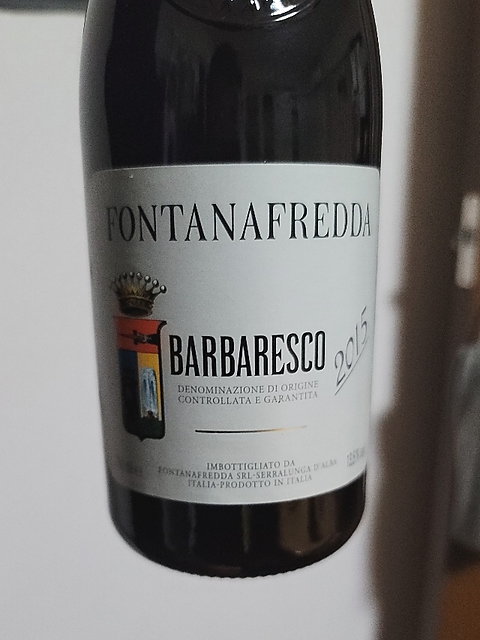 FONTANAFREDDA
BARBARESCO
2015
DENOMINAZIONE DI ORIGINE
CONTROLLATA E GARANTITA
IMBOTTIGLIATO DA
FONTANAFREDDA SRL-SERRALUNGA D'ALBA
ITALIA-PRODOTTO IN ITALIA